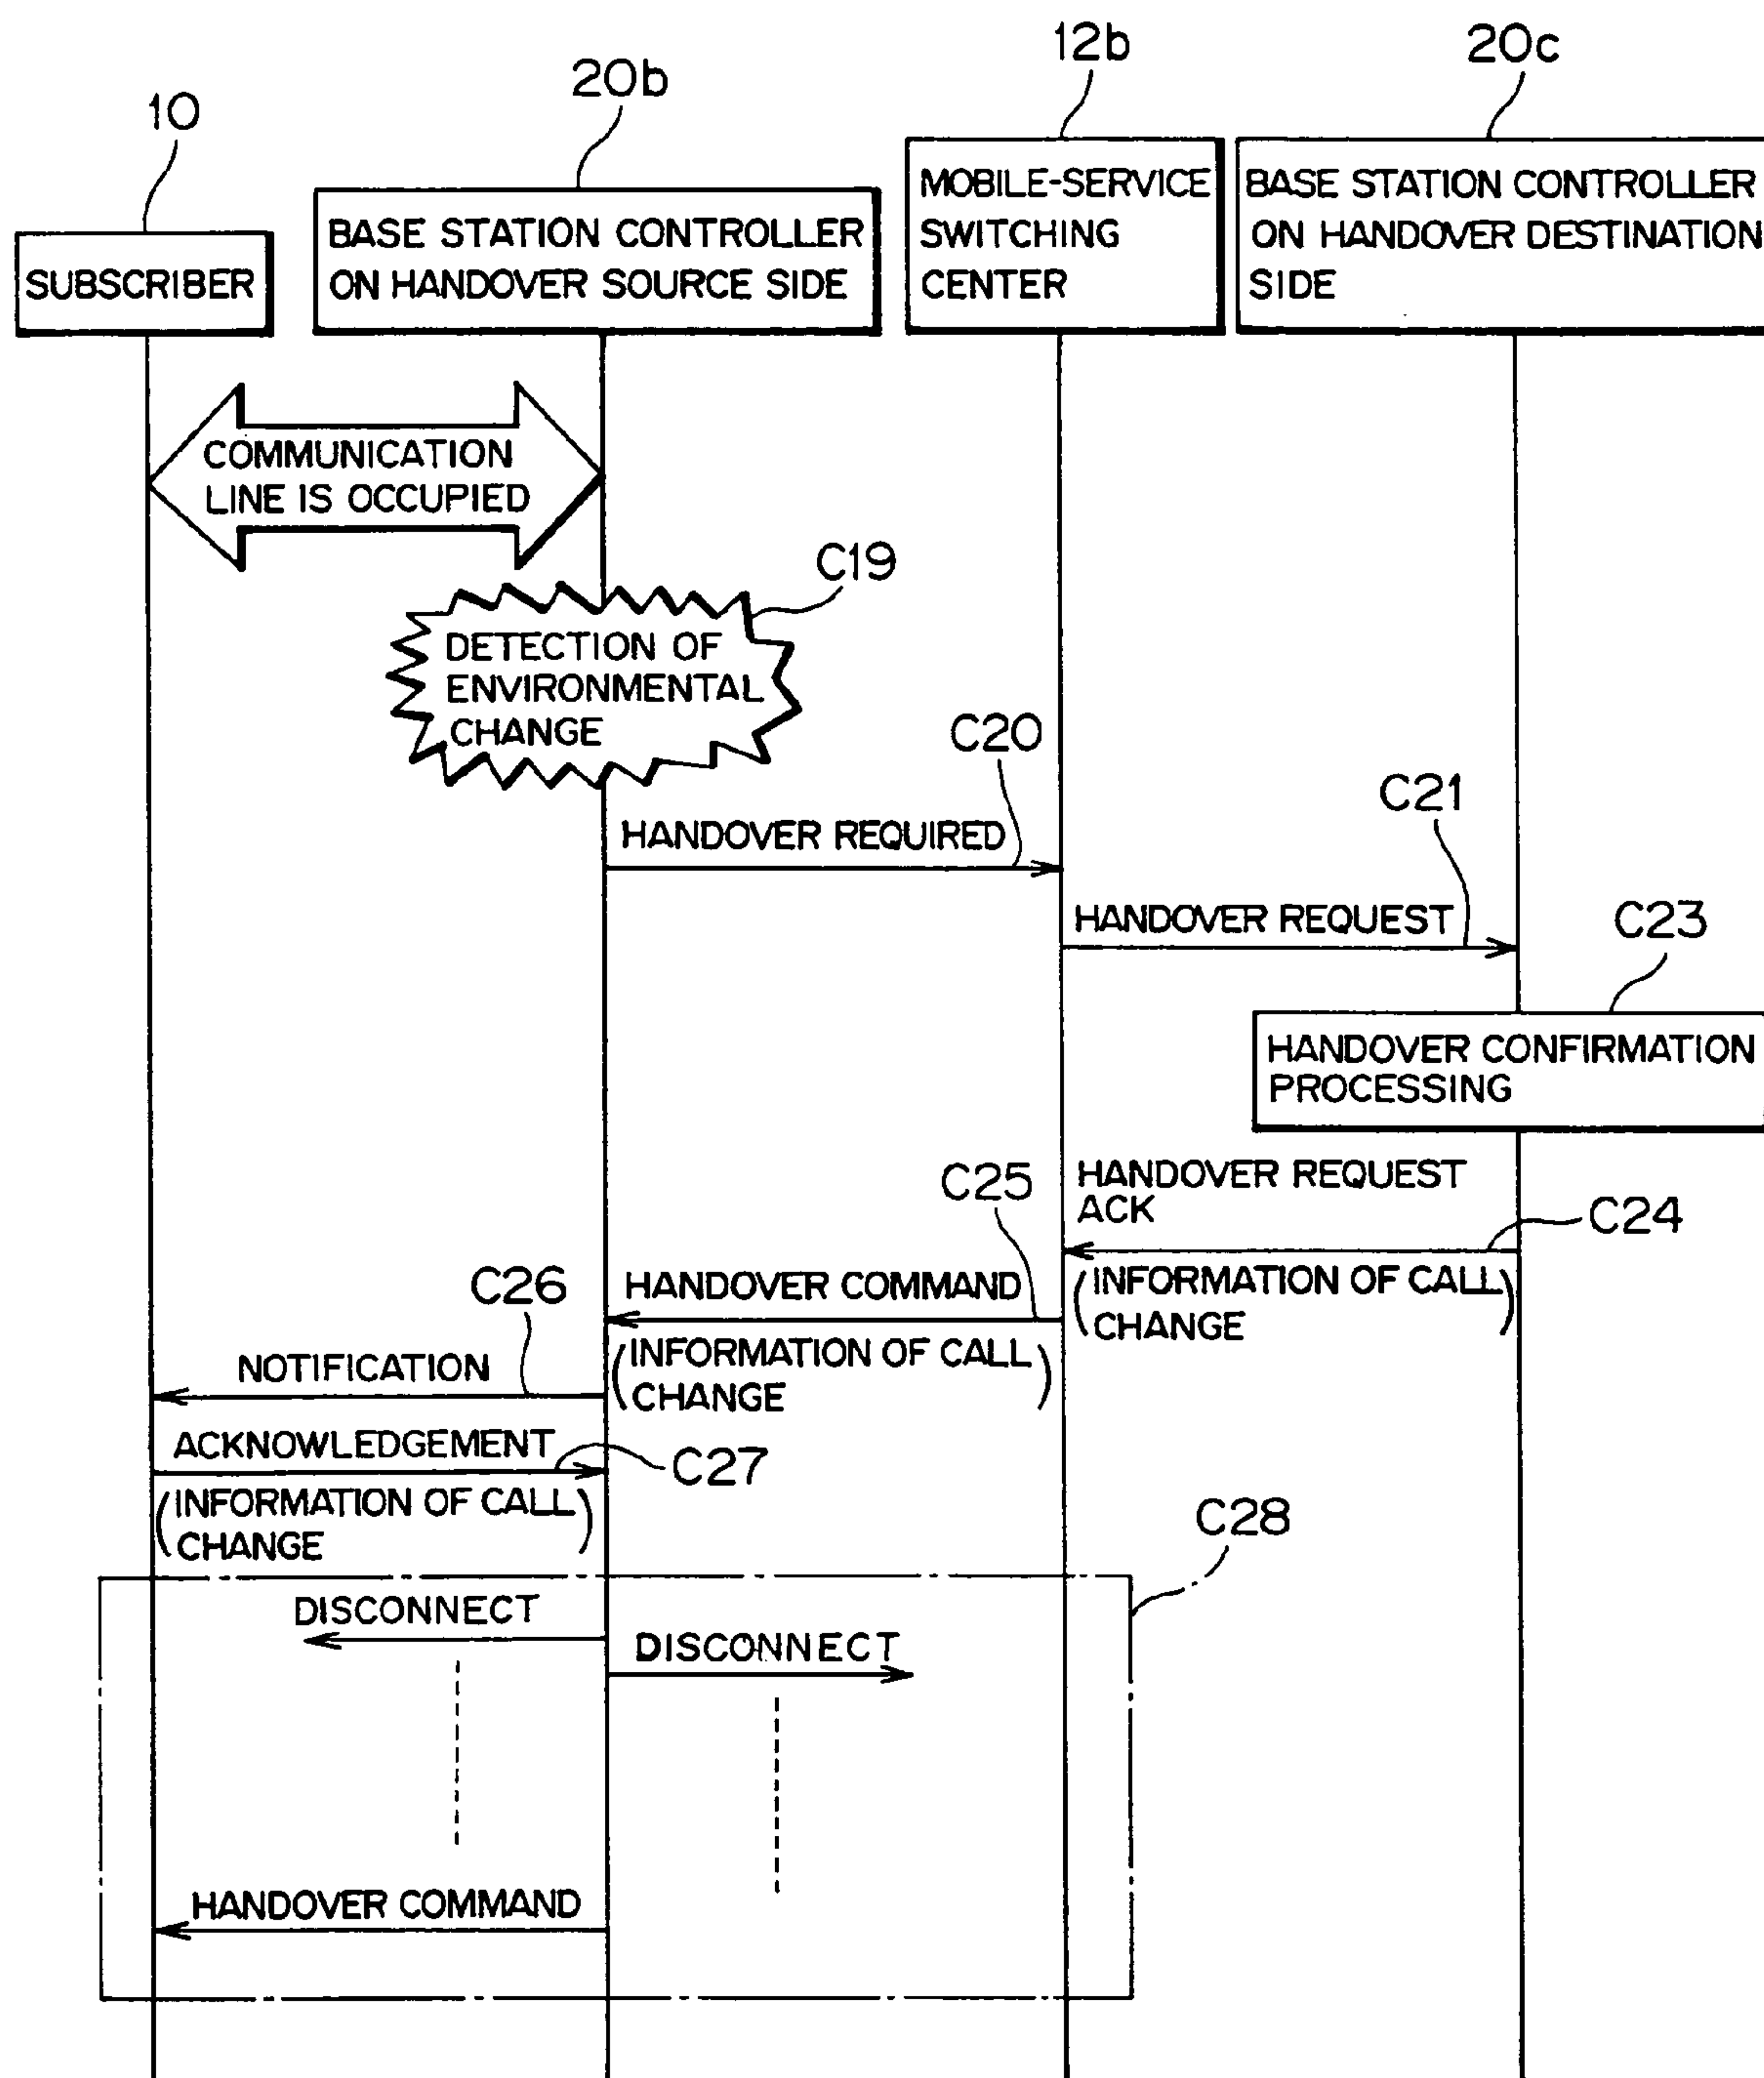 12b
20c
20b
10
MOBILE-SERVICE
SWITCHING
CENTER
BASE STATION CONTROLLER
ON HANDOVER DESTINATION
SIDE
BASE STATION CONTROLLER
ON HANDOVER SOURCE SIDE
SUBSCRIBER
COMMUNICATION
LINE IS OCCUPIED
C19
DETECTION OF
ENVIRONMENTAL
CHANGE
C20
C21
HANDOVER REQUIRED
HANDOVER REQUEST
C23
HANDOVER CONFIRMATION
PROCESSING
C25
HANDOVER REQUEST
ACK
C24
C26
HANDOVER COMMAND
(INFORMATION OF CALL
CHANGE)
NOTIFICATION
(INFORMATION OF CALL
CHANGE)
ACKNOWLEDGEMENT
C27
(INFORMATION OF CALL
CHANGE)
C28
DISCONNECT
DISCONNECT
HANDOVER COMMAND